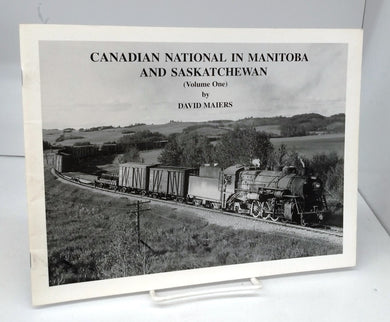 CANADIAN NATIONAL IN MANITOBA
AND SASKATCHEWAN
(Volume One)
by
DAVID MAIERS